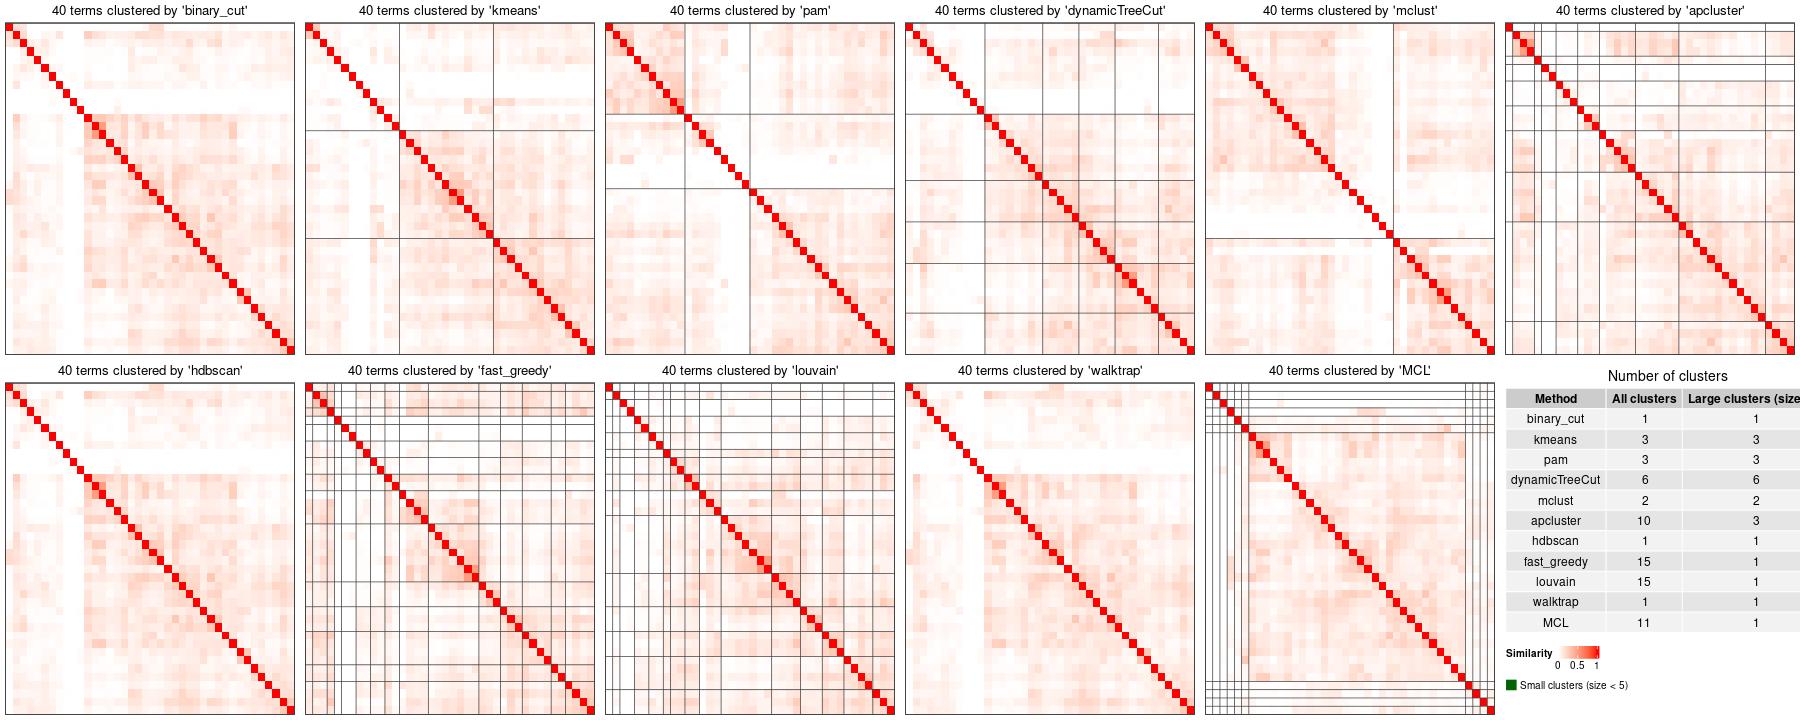 40 terms clustered by 'binary_cut'
40 terms clustered by 'kmeans'
40 terms clustered by 'pam'
40 terms clustered by 'dynamicTreeCut'
40 terms clustered by 'mclust'
40 terms clustered by 'apcluster'
40 terms clustered by 'hdbscan'
40 terms clustered by 'fast_greedy'
40 terms clustered by 'louvain'
40 terms clustered by 'walktrap'
40 terms clustered by 'MCL'
Number of clusters
Method All clusters Large clusters (size
binary_cut 1 1
kmeans 3 3
pam 3 3
dynamicTreeCut 6 6
mclust 2 2
apcluster 10 3
hdbscan 1 1
fast_greedy 15 1
louvain 15 1
walktrap 1 1
MCL 11 1
Similarity
0 0.5 1
Small clusters (size < 5)